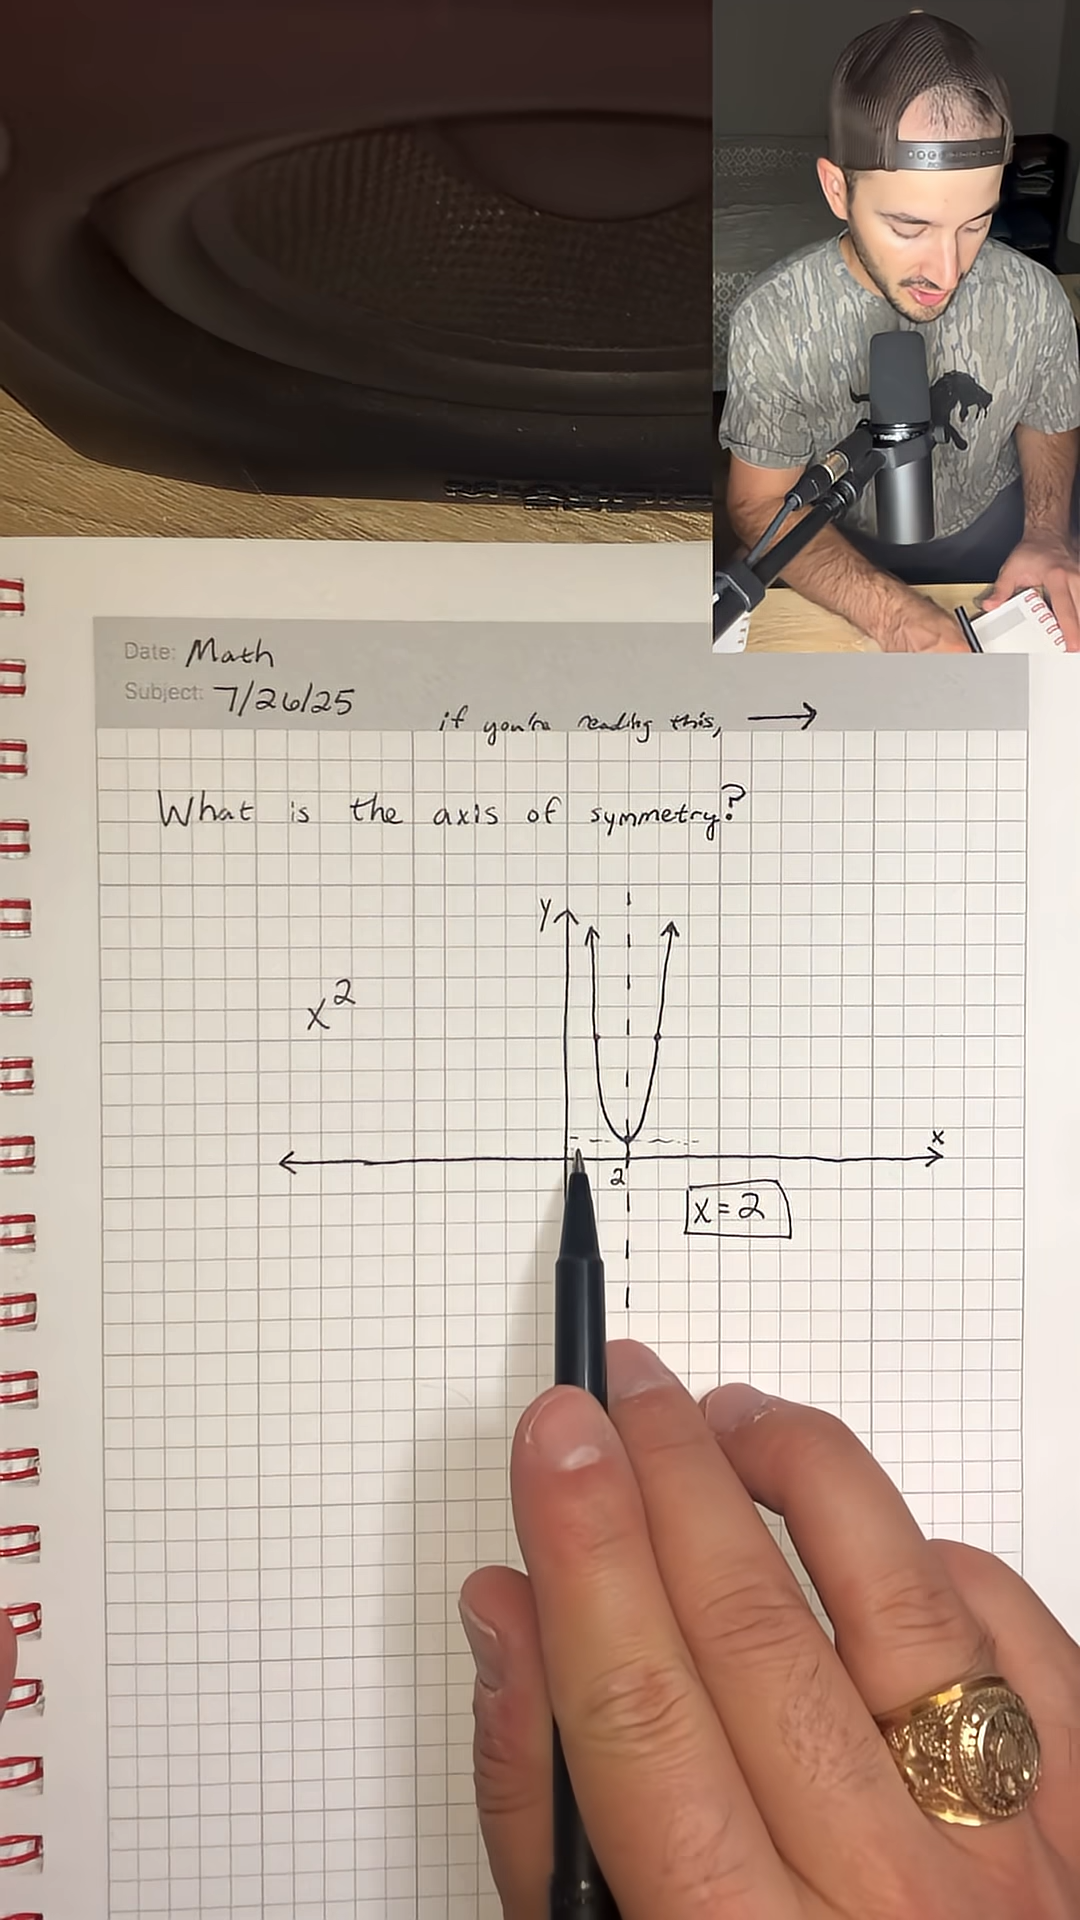 Date: Math
Subject: 7/26/25
if you're reading this, →
What is the axis of symmetry?
y
x²
x
2
x = 2